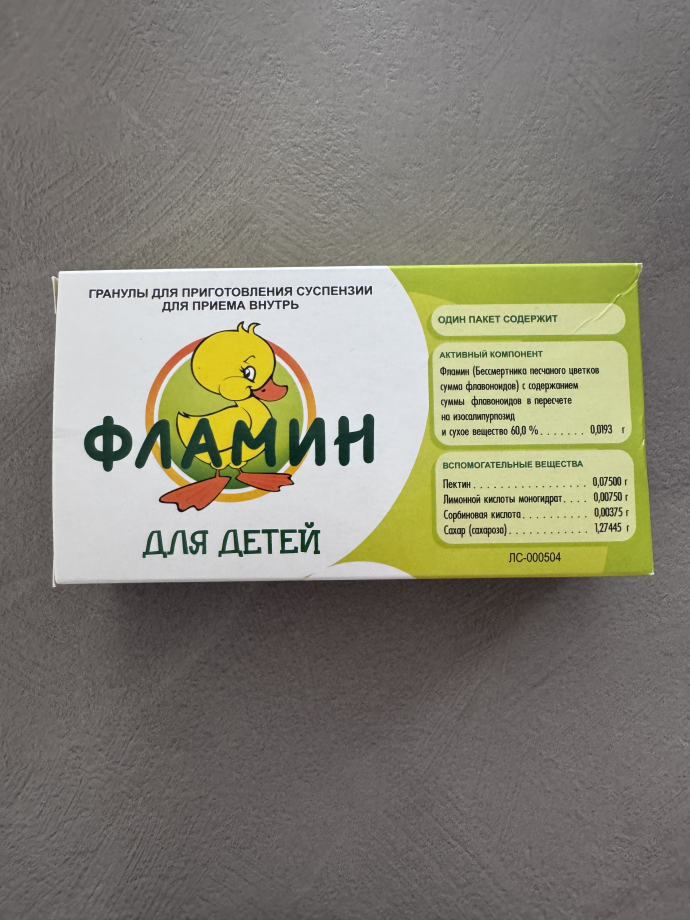 ГРАНУЛЫ ДЛЯ ПРИГОТОВЛЕНИЯ СУСПЕНЗИИ
ДЛЯ ПРИЕМА ВНУТРЬ
ФЛАМИН
ДЛЯ ДЕТЕЙ
ОДИН ПАКЕТ СОДЕРЖИТ
АКТИВНЫЙ КОМПОНЕНТ
Фламин (Бессмертника песчаного цветков
сумма флавоноидов) с содержанием
суммы флавоноидов в пересчете
на изосалипурпозид
и сухое вещество 60,0 % . . . . . . . 0,0193 г
ВСПОМОГАТЕЛЬНЫЕ ВЕЩЕСТВА
Пектин . . . . . . . . . . . . . . . . . . 0,07500 г
Лимонной кислоты моногидрат. . . . 0,00750 г
Сорбиновая кислота. . . . . . . . . . . 0,00375 г
Сахар (сахароза). . . . . . . . . . . . . 1,27445 г
ЛС-000504